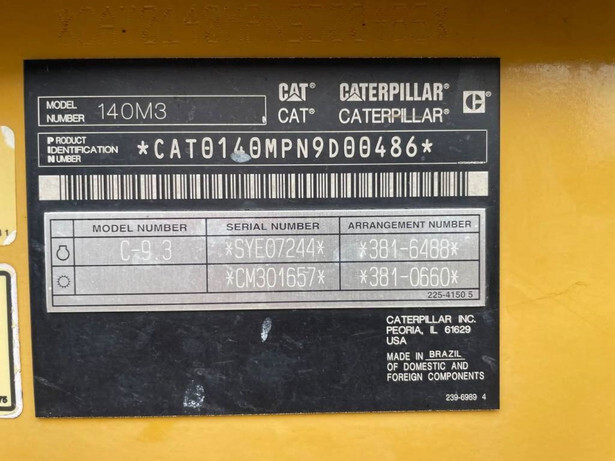 CAT® CATERPILLAR®
MODEL NUMBER 140M3
CAT® CATERPILLAR®
PRODUCT IDENTIFICATION NUMBER *CAT0140MPN9D00486*
MODEL NUMBER SERIAL NUMBER ARRANGEMENT NUMBER
C-9.3 *SYE07244* *381-6488*
*CM301657* *381-0660*
225-4150 5
CATERPILLAR INC.
PEORIA, IL 61629
USA
MADE IN BRAZIL
OF DOMESTIC AND
FOREIGN COMPONENTS
239-6989 4
11
75